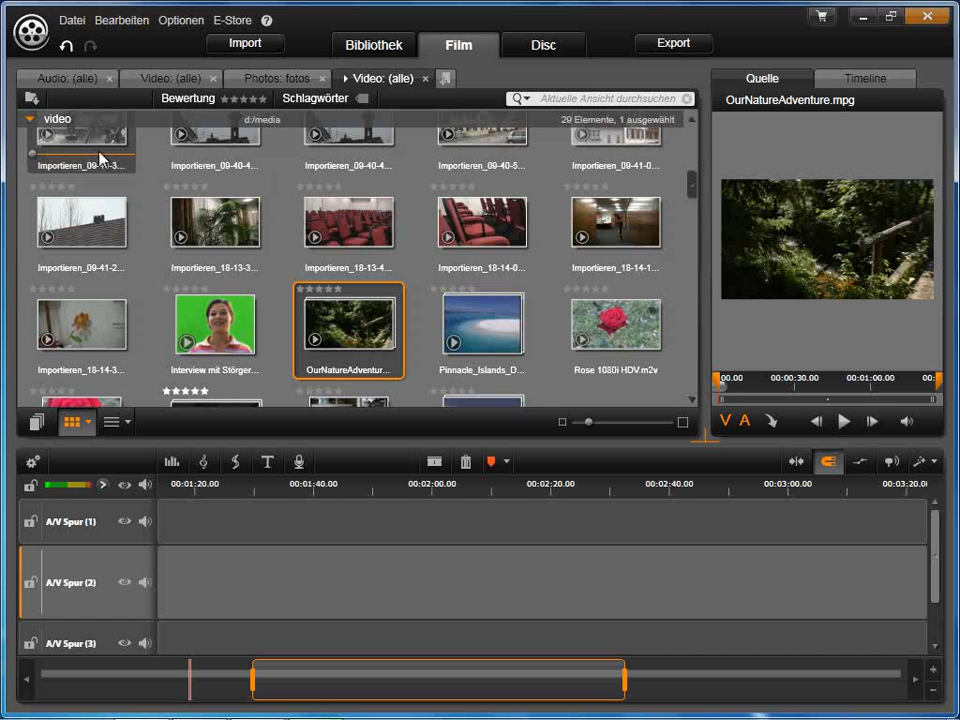 Datei Bearbeiten Optionen E-Store ?
Import Bibliothek Film Disc Export
Audio: (alle) × Video: (alle) × Photos: fotos × Video: (alle) ×
Quelle Timeline
Bewertung Schlagwörter Aktuelle Ansicht durchsuchen
OurNatureAdventure.mpg
video d:/media 29 Elemente, 1 ausgewählt
Importieren_09-40-3... Importieren_09-40-4... Importieren_09-40-4... Importieren_09-40-5... Importieren_09-41-0...
Importieren_09-41-2... Importieren_18-13-3... Importieren_18-13-4... Importieren_18-14-0... Importieren_18-14-1...
Importieren_18-14-3... Interview mit Störger... OurNatureAdventur... Pinnacle_Islands_D... Rose 1080i HDV.m2v
00.00 00:00:30.00 00:01:00.00 00:
V A
T
00:01:20.00 00:01:40.00 00:02:00.00 00:02:20.00 00:02:40.00 00:03:00.00 00:03:20.00
A/V Spur (1)
A/V Spur (2)
A/V Spur (3)